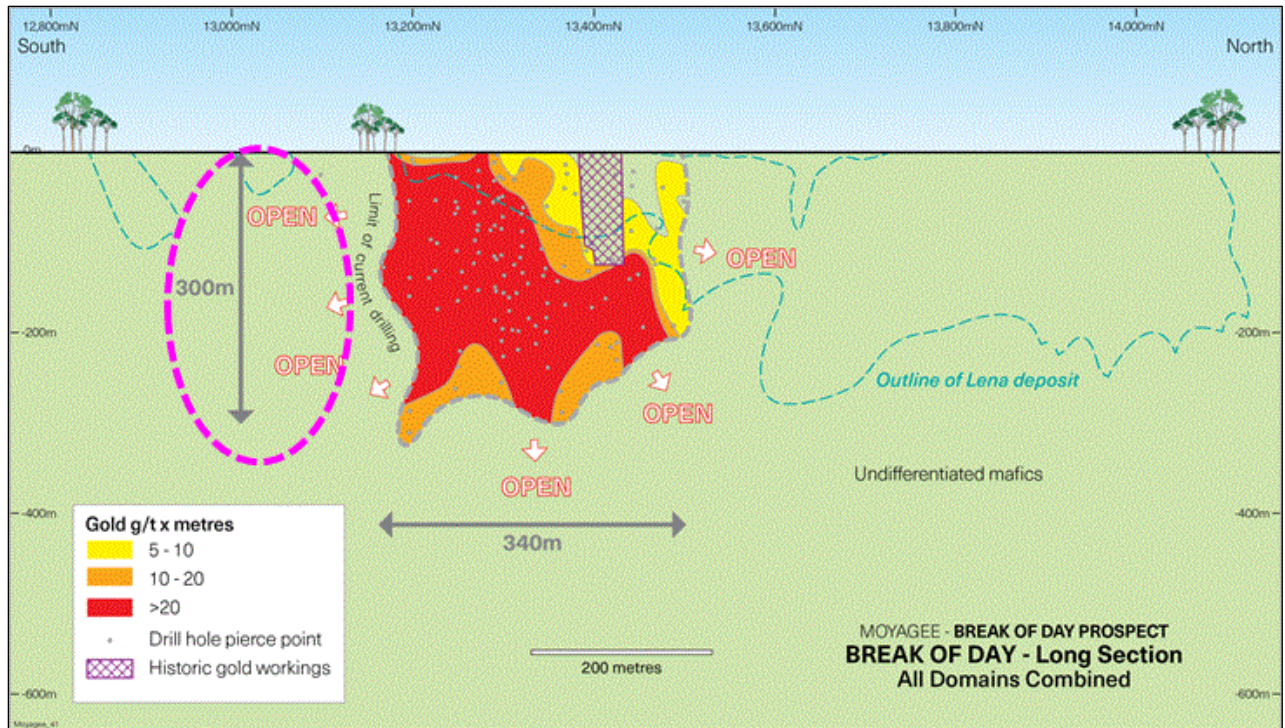 12,800mN 13,000mN 13,200mN 13,400mN 13,600mN 13,800mN 14,000mN
South North
0m
OPEN
Limit of current drilling
OPEN
300m
-200m -200m
OPEN
Outline of Lena deposit
OPEN
OPEN
Undifferentiated mafics
-400m -400m
340m
Gold g/t x metres
5 - 10
10 - 20
>20
Drill hole pierce point
Historic gold workings
200 metres
MOYAGEE - BREAK OF DAY PROSPECT
BREAK OF DAY - Long Section
All Domains Combined
-600m -600m
Moyagee_41